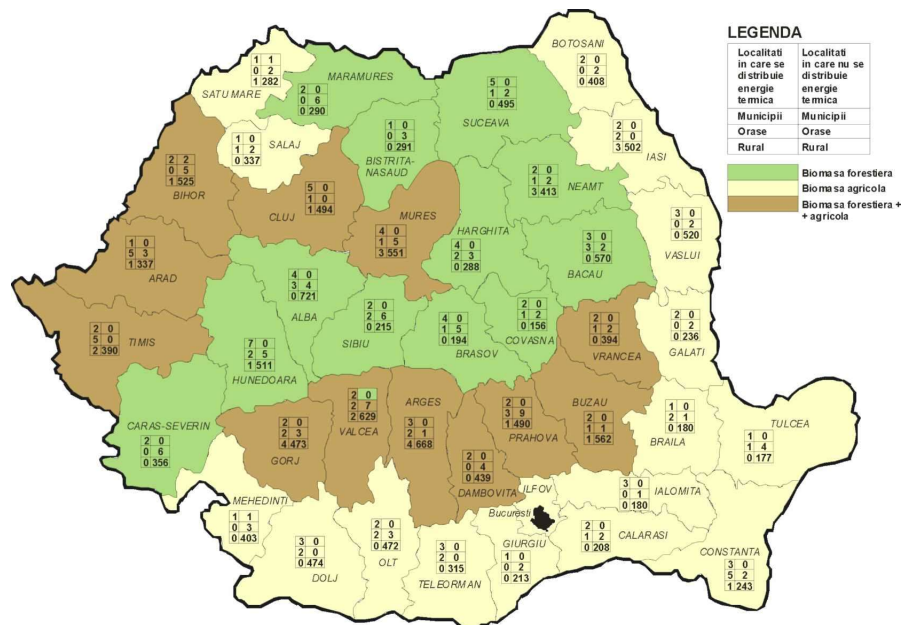 LEGENDA
Localitati in care se distribuie energie termica
Localitati in care nu se distribuie energie termica
Municipii Municipii
Orase Orase
Rural Rural
Biomasa forestiera
Biomasa agricola
Biomasa forestiera +
+ agricola
BOTOSANI
2 0
0 2
0 408
SATU MARE
1 1
0 2
1 282
MARAMURES
2 0
0 6
0 290
SUCEAVA
5 0
1 2
0 495
SALAJ
1 0
1 2
0 337
BISTRITA-
NASAUD
1 0
0 3
0 291
IASI
2 0
2 0
3 502
BIHOR
2 2
0 5
1 525
CLUJ
5 0
1 0
1 494
MURES
4 0
1 5
3 551
NEAMT
2 0
1 2
3 413
HARGHITA
4 0
2 3
0 288
BACAU
3 0
3 2
0 570
VASLUI
3 0
0 2
0 520
ARAD
1 0
5 3
1 337
ALBA
4 0
3 4
0 721
TIMIS
2 0
5 0
2 390
HUNEDOARA
7 0
2 5
1 511
SIBIU
2 0
2 6
0 215
BRASOV
4 0
1 5
0 194
COVASNA
2 0
1 2
0 156
VRANCEA
2 0
1 2
0 394
GALATI
2 0
0 2
0 236
CARAS-SEVERIN
2 0
0 6
0 356
GORJ
2 0
2 3
4 473
VALCEA
2 0
2 7
2 629
ARGES
3 0
2 1
4 668
DAMBOVITA
2 0
0 4
0 439
PRAHOVA
2 0
3 9
1 490
BUZAU
2 0
1 1
1 562
BRAILA
1 0
2 1
0 180
TULCEA
1 0
1 4
0 177
MEHEDINTI
1 1
0 3
0 403
DOLJ
3 0
2 0
0 474
OLT
2 0
2 3
0 472
TELEORMAN
3 0
2 0
0 315
ILFOV
Bucuresti
GIURGIU
1 0
0 2
0 213
IALOMITA
3 0
0 1
0 180
CALARASI
2 0
1 2
0 208
CONSTANTA
3 0
5 2
1 243